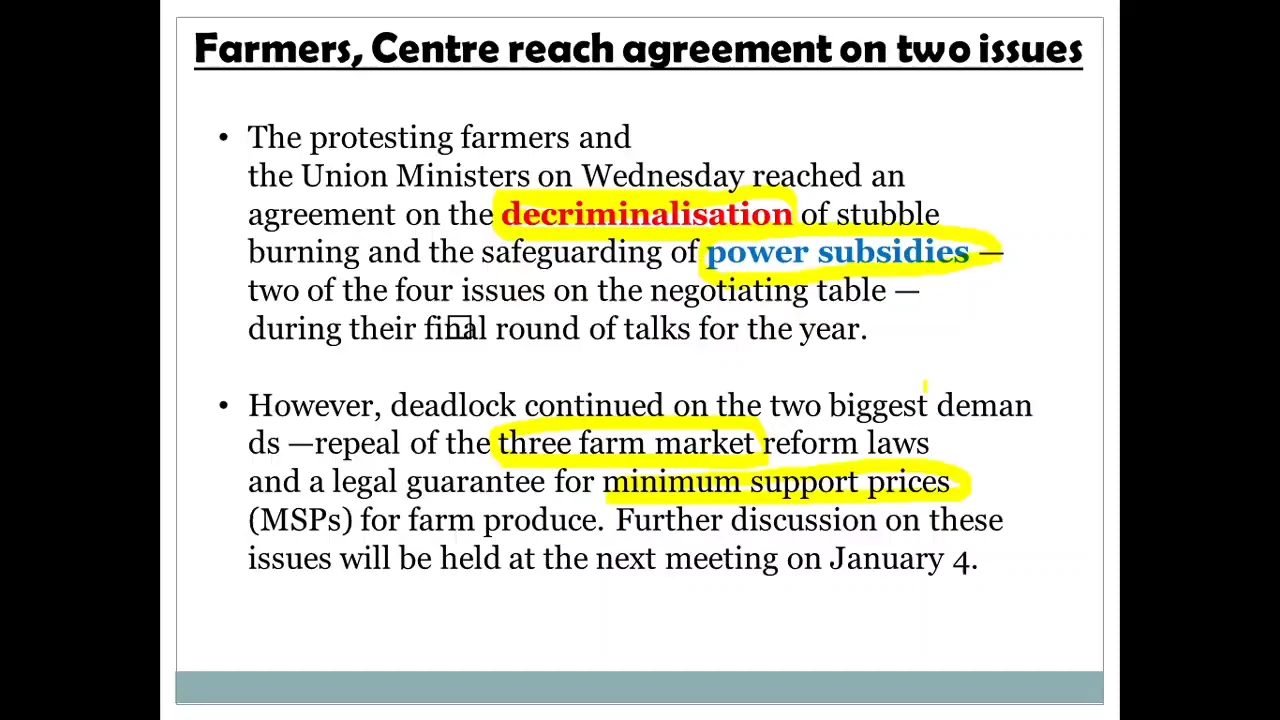 Farmers, Centre reach agreement on two issues
• The protesting farmers and
the Union Ministers on Wednesday reached an
agreement on the decriminalisation of stubble
burning and the safeguarding of power subsidies —
two of the four issues on the negotiating table —
during their final round of talks for the year.
• However, deadlock continued on the two biggest deman
ds —repeal of the three farm market reform laws
and a legal guarantee for minimum support prices
(MSPs) for farm produce. Further discussion on these
issues will be held at the next meeting on January 4.